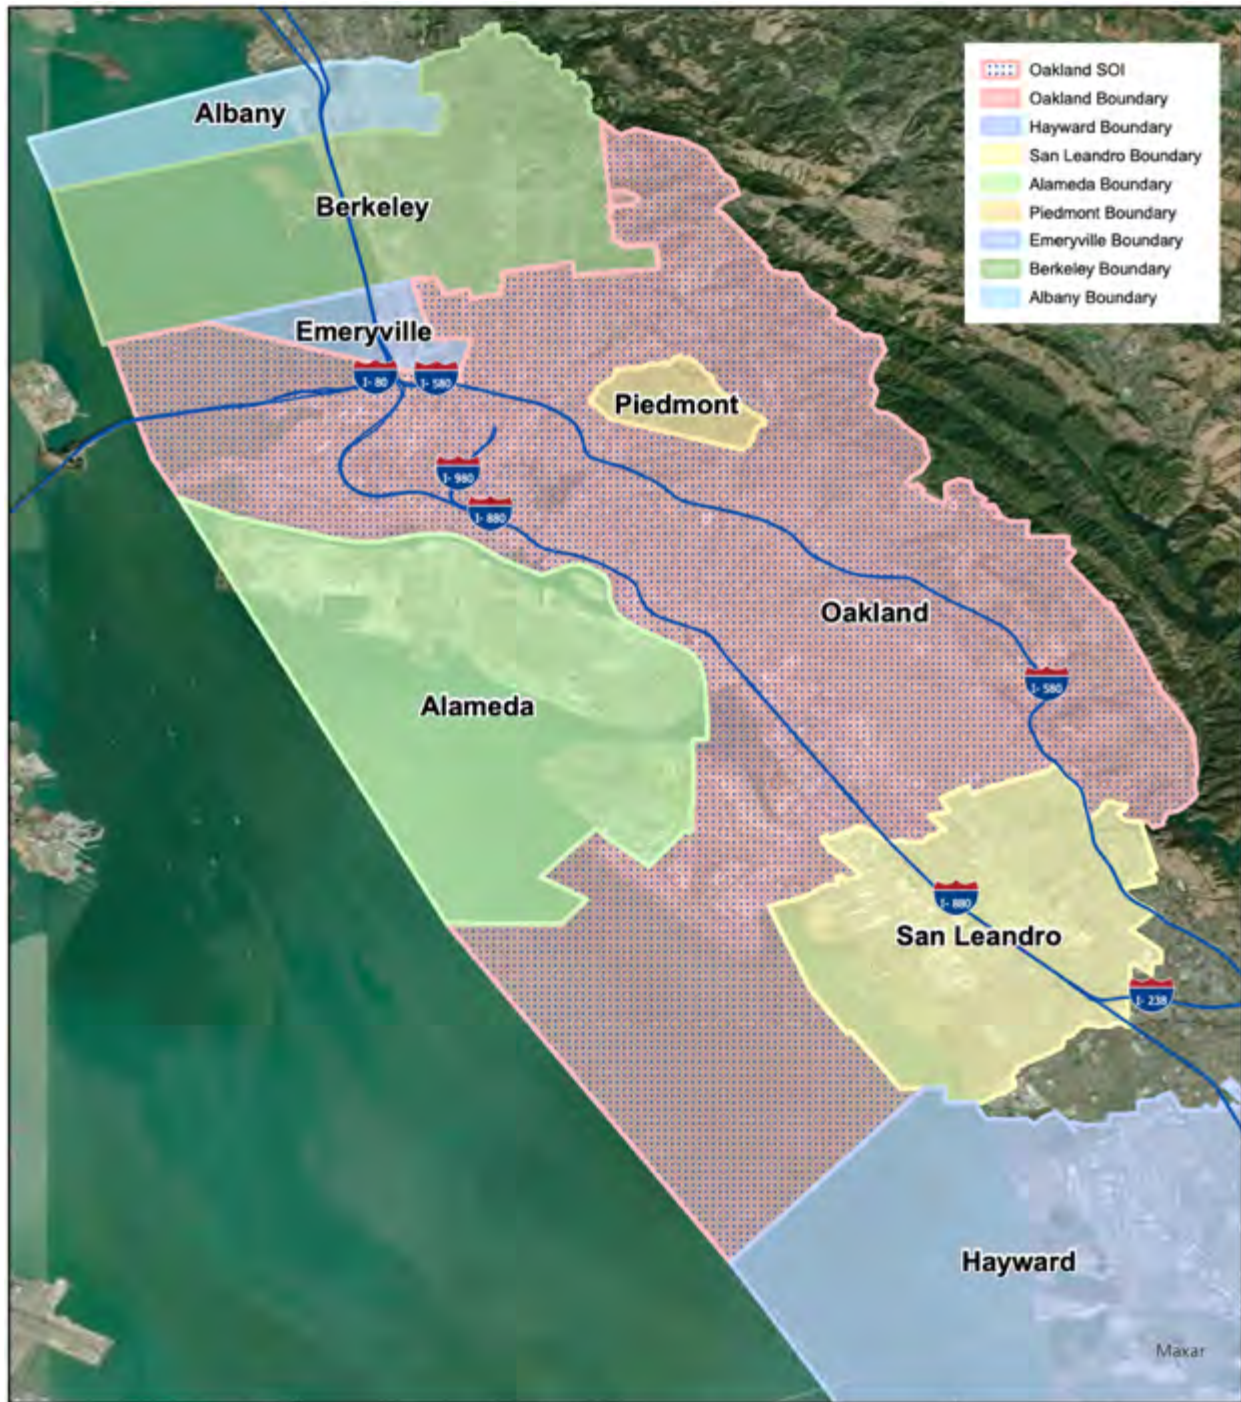 Oakland SOI
Oakland Boundary
Hayward Boundary
San Leandro Boundary
Alameda Boundary
Piedmont Boundary
Emeryville Boundary
Berkeley Boundary
Albany Boundary
Albany
Berkeley
Emeryville
I- 80
I- 580
Piedmont
I- 980
I- 880
Oakland
I- 580
Alameda
I- 880
San Leandro
I- 238
Hayward
Maxar